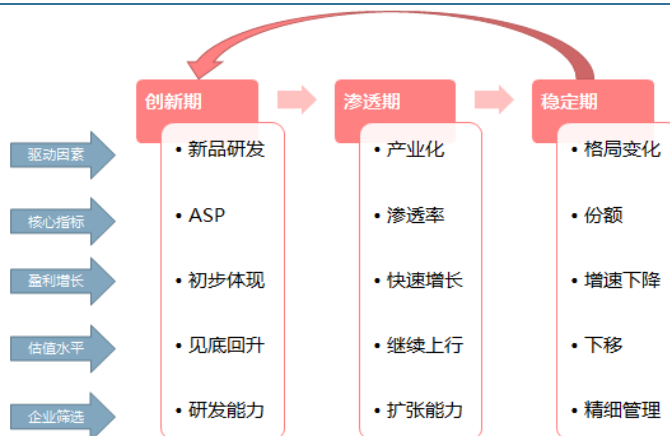 创新期 渗透期 稳定期
驱动因素 • 新品研发 • 产业化 • 格局变化
核心指标 • ASP • 渗透率 • 份额
盈利增长 • 初步体现 • 快速增长 • 增速下降
估值水平 • 见底回升 • 继续上行 • 下移
企业筛选 • 研发能力 • 扩张能力 • 精细管理